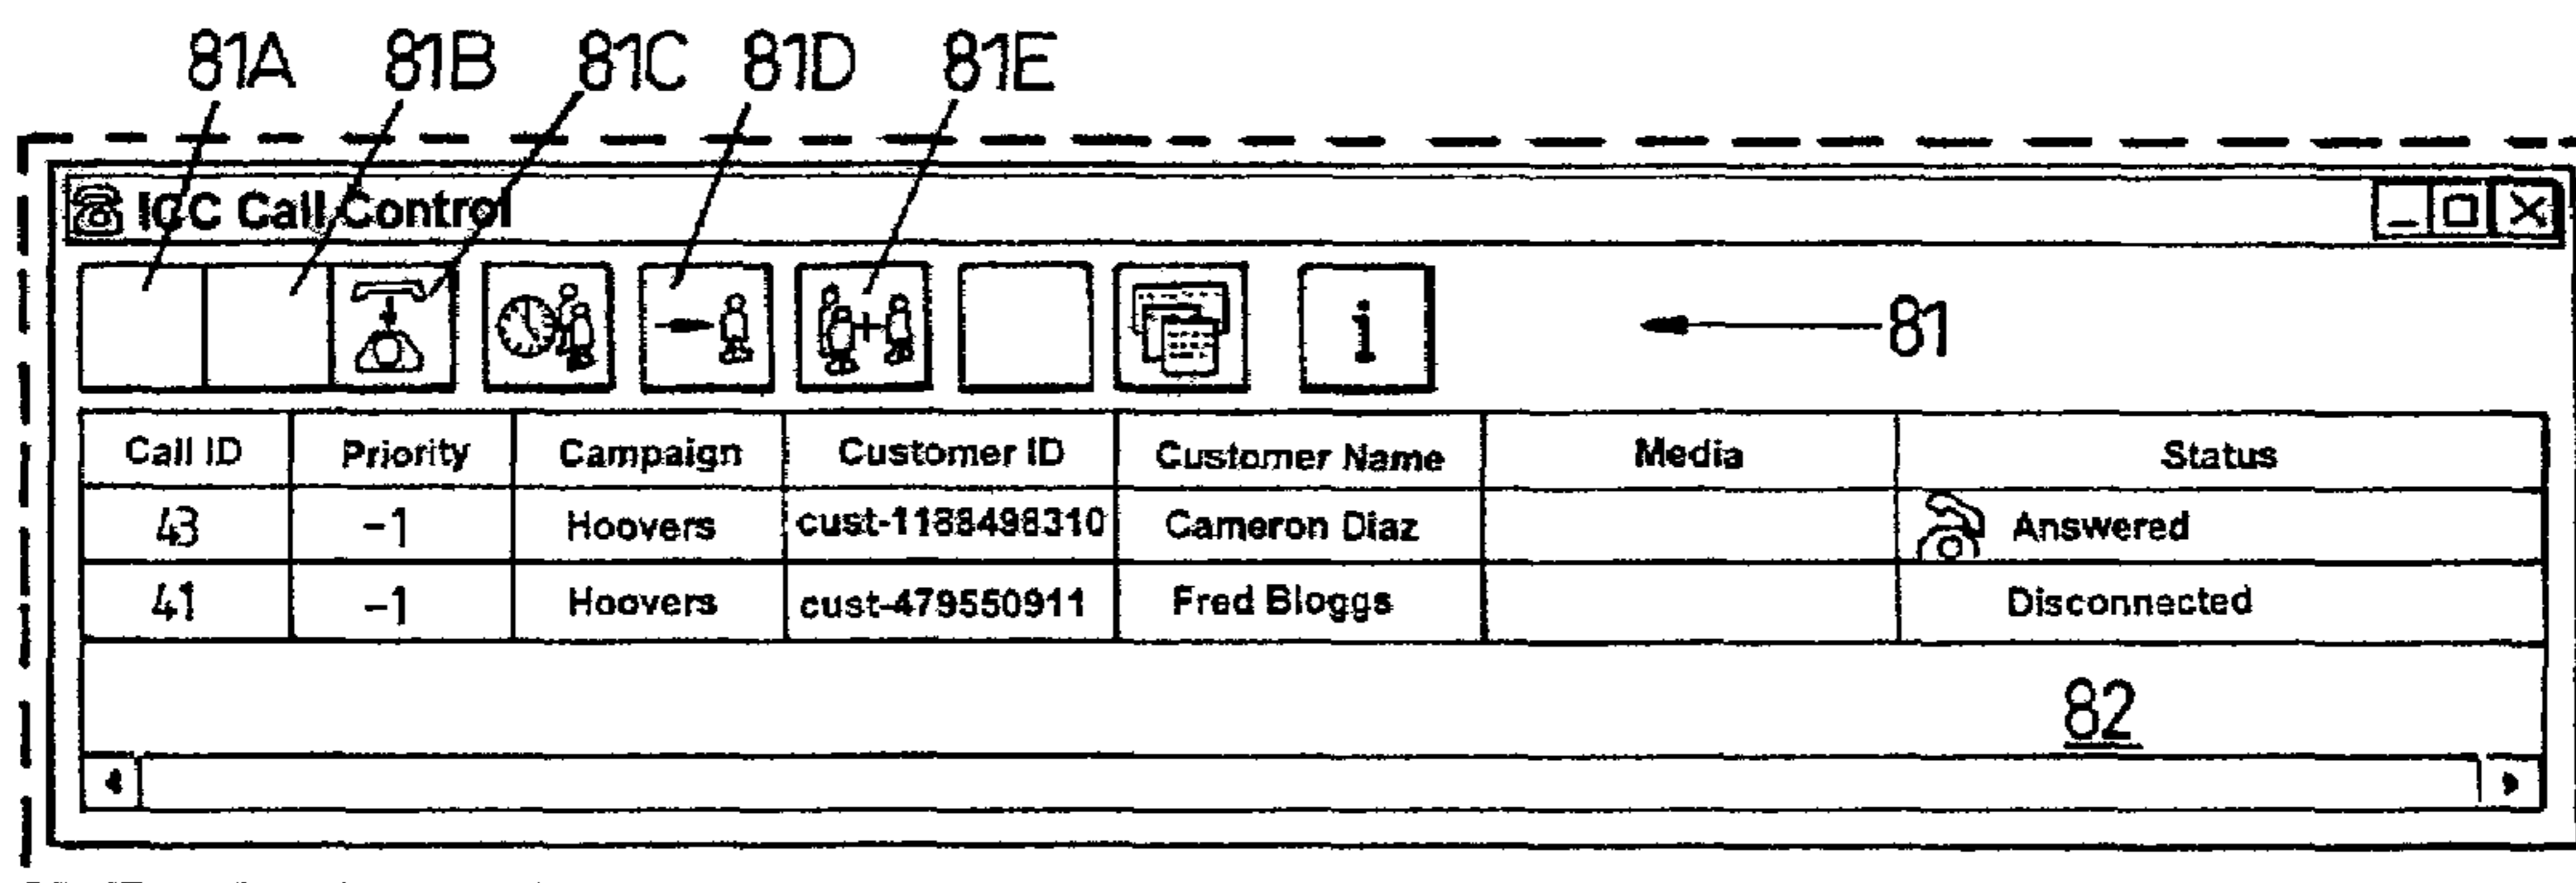 81A 81B 81C 81D 81E
ICC Call Control
i
81
Call ID Priority Campaign Customer ID Customer Name Media Status
43 -1 Hoovers cust-1188498310 Cameron Diaz Answered
41 -1 Hoovers cust-479550911 Fred Bloggs Disconnected
82